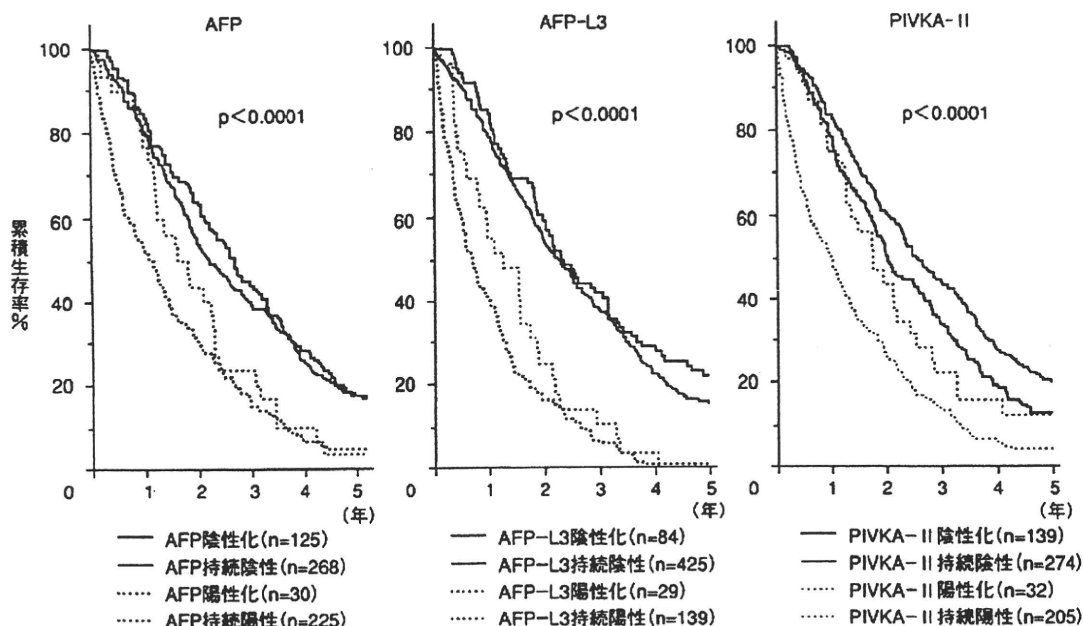 AFP
AFP-L3
PIVKA-II
累積生存率%
100
80
60
40
20
0
1
2
3
4
5
(年)
p<0.0001
100
80
60
40
20
0
1
2
3
4
5
(年)
p<0.0001
100
80
60
40
20
0
1
2
3
4
5
(年)
p<0.0001
AFP陰性化(n=125)
AFP持続陰性(n=268)
AFP陽性化(n=30)
AFP持続陽性(n=225)
AFP-L3陰性化(n=84)
AFP-L3持続陰性(n=425)
AFP-L3陽性化(n=29)
AFP-L3持続陽性(n=139)
PIVKA-II陰性化(n=139)
PIVKA-II持続陰性(n=274)
PIVKA-II陽性化(n=32)
PIVKA-II持続陽性(n=205)